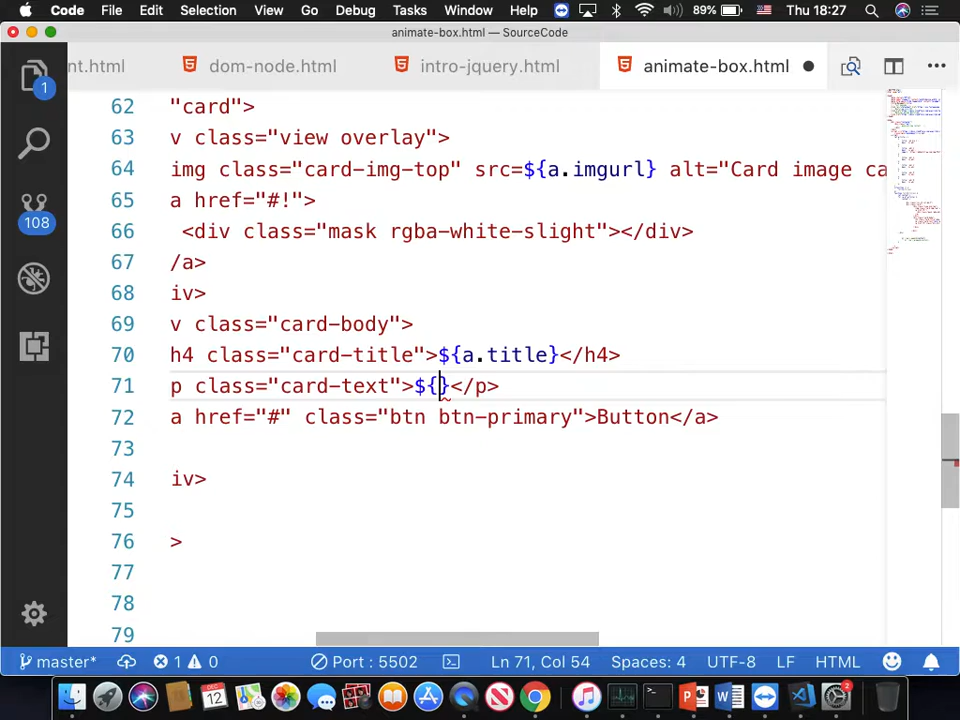 Code File Edit Selection View Go Debug Tasks Window Help 89% Thu 18:27
animate-box.html — SourceCode
nt.html dom-node.html intro-jquery.html animate-box.html
1
108
62 "card">
63 v class="view overlay">
64 img class="card-img-top" src=${a.imgurl} alt="Card image ca
65 a href="#!">
66 <div class="mask rgba-white-slight"></div>
67 /a>
68 iv>
69 v class="card-body">
70 h4 class="card-title">${a.title}</h4>
71 p class="card-text">${}</p>
72 a href="#" class="btn btn-primary">Button</a>
73
74 iv>
75
76 >
77
78
79
master* 1 0 Port : 5502 Ln 71, Col 54 Spaces: 4 UTF-8 LF HTML
12
2